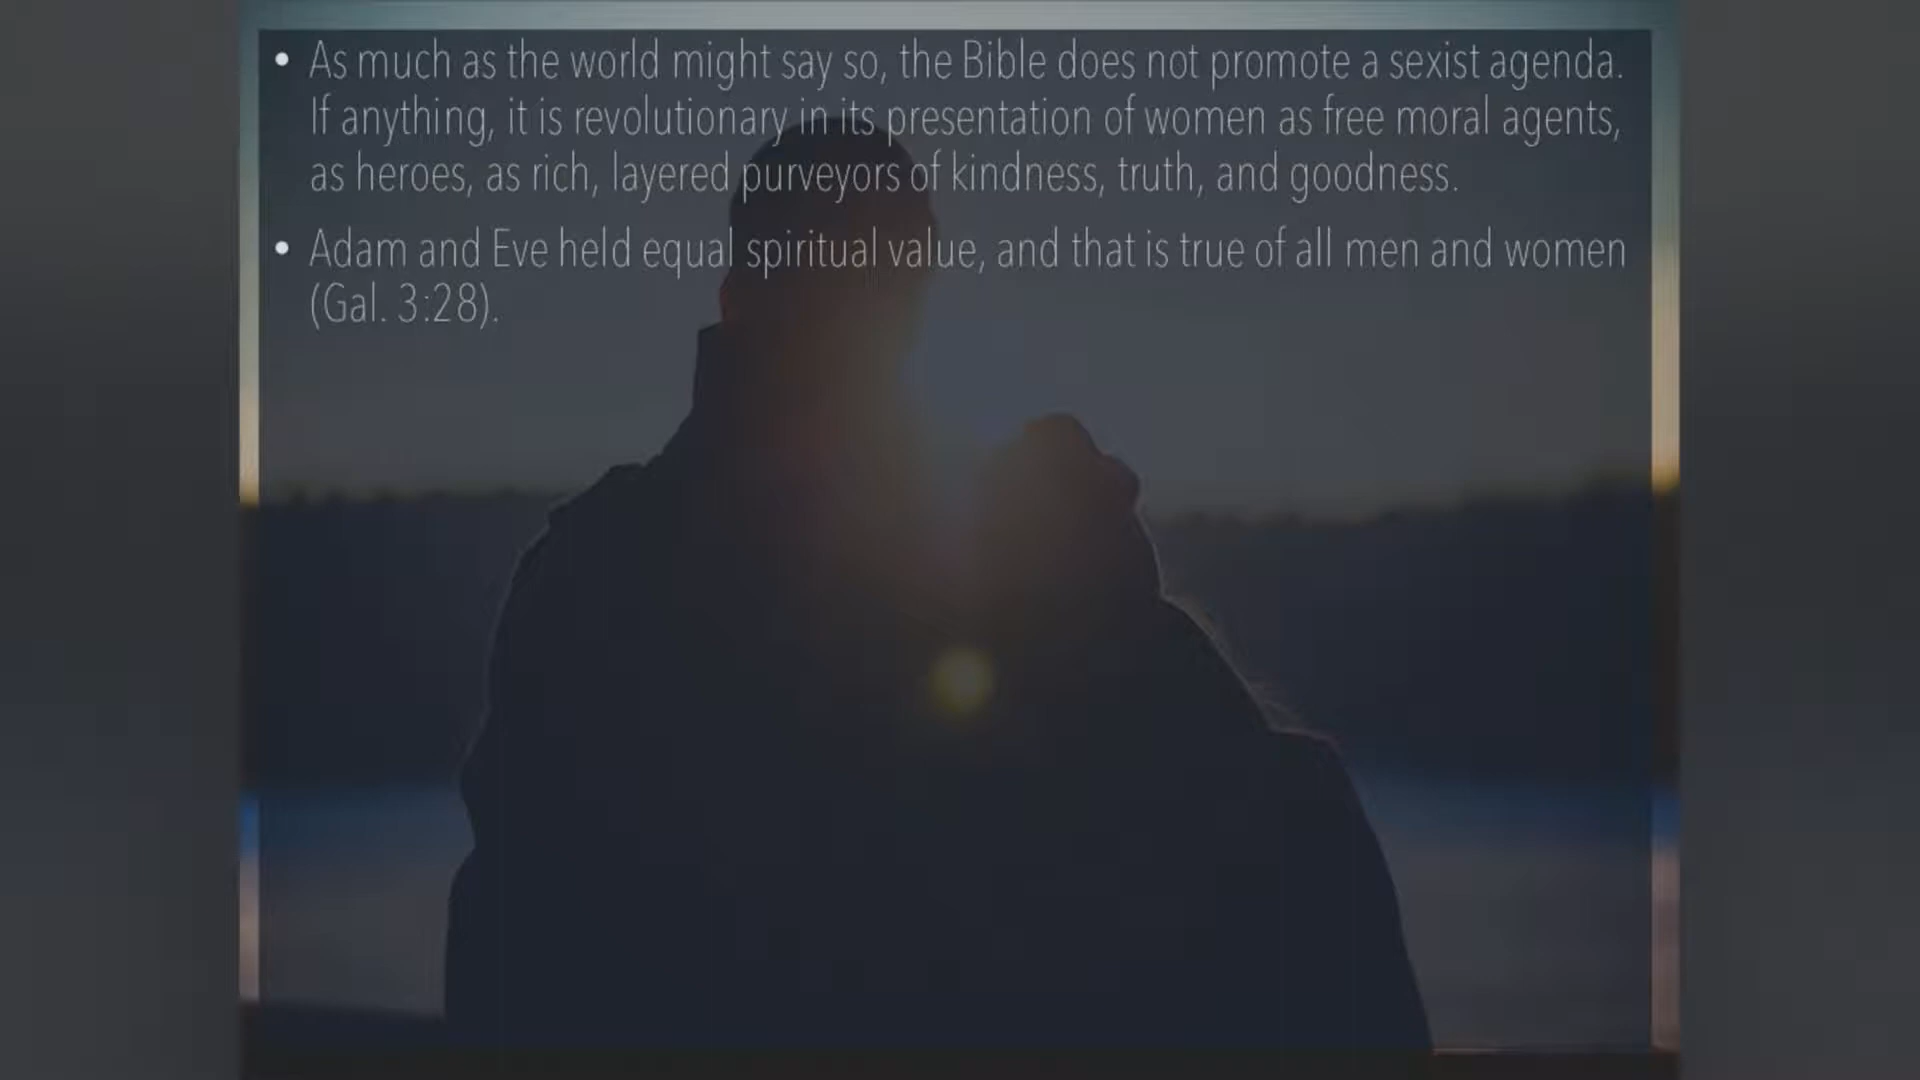 • As much as the world might say so, the Bible does not promote a sexist agenda.
If anything, it is revolutionary in its presentation of women as free moral agents,
as heroes, as rich, layered purveyors of kindness, truth, and goodness.
• Adam and Eve held equal spiritual value, and that is true of all men and women
(Gal. 3:28).